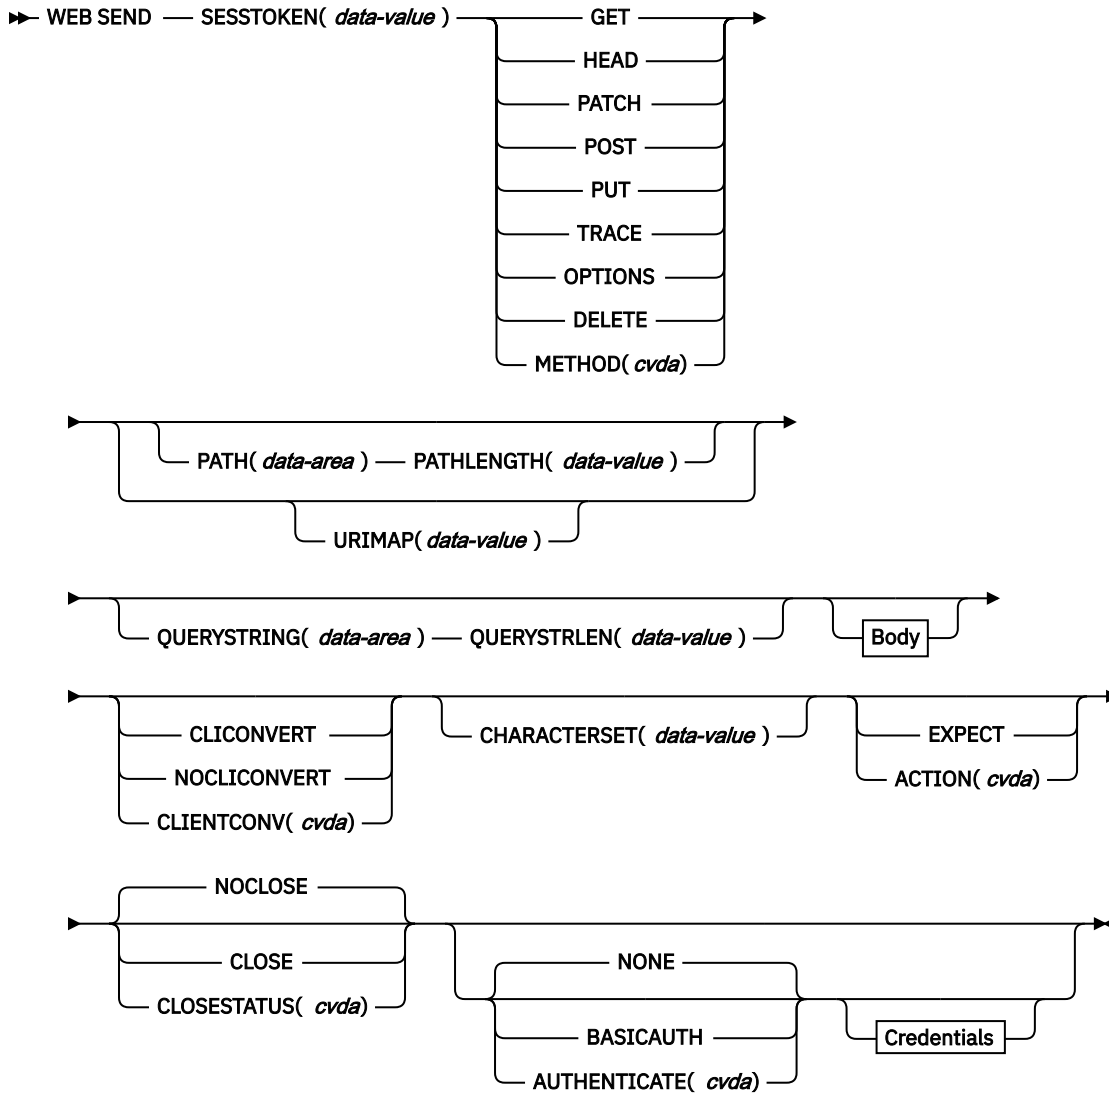 WEB SEND SESSTOKEN( data-value ) GET
HEAD
PATCH
POST
PUT
TRACE
OPTIONS
DELETE
METHOD( cvda)
PATH( data-area ) PATHLENGTH( data-value )
URIMAP( data-value )
QUERYSTRING( data-area ) QUERYSTRLEN( data-value ) Body
CLICONVERT
NOCLICONVERT
CLIENTCONV( cvda)
CHARACTERSET( data-value )
EXPECT
ACTION( cvda)
NOCLOSE
CLOSE
CLOSESTATUS( cvda)
NONE
BASICAUTH
AUTHENTICATE( cvda)
Credentials